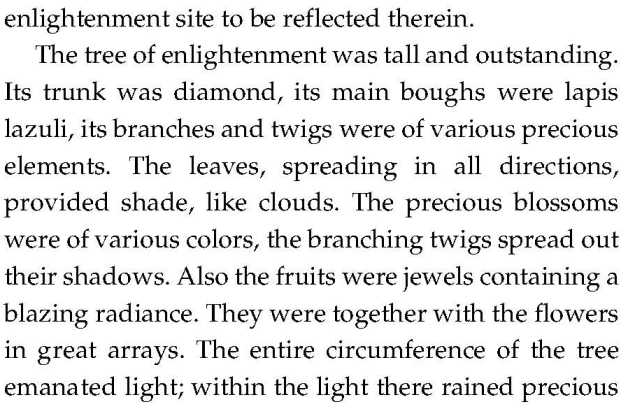 enlightenment site to be reflected therein.
The tree of enlightenment was tall and outstanding.
Its trunk was diamond, its main boughs were lapis
lazuli, its branches and twigs were of various precious
elements. The leaves, spreading in all directions,
provided shade, like clouds. The precious blossoms
were of various colors, the branching twigs spread out
their shadows. Also the fruits were jewels containing a
blazing radiance. They were together with the flowers
in great arrays. The entire circumference of the tree
emanated light; within the light there rained precious